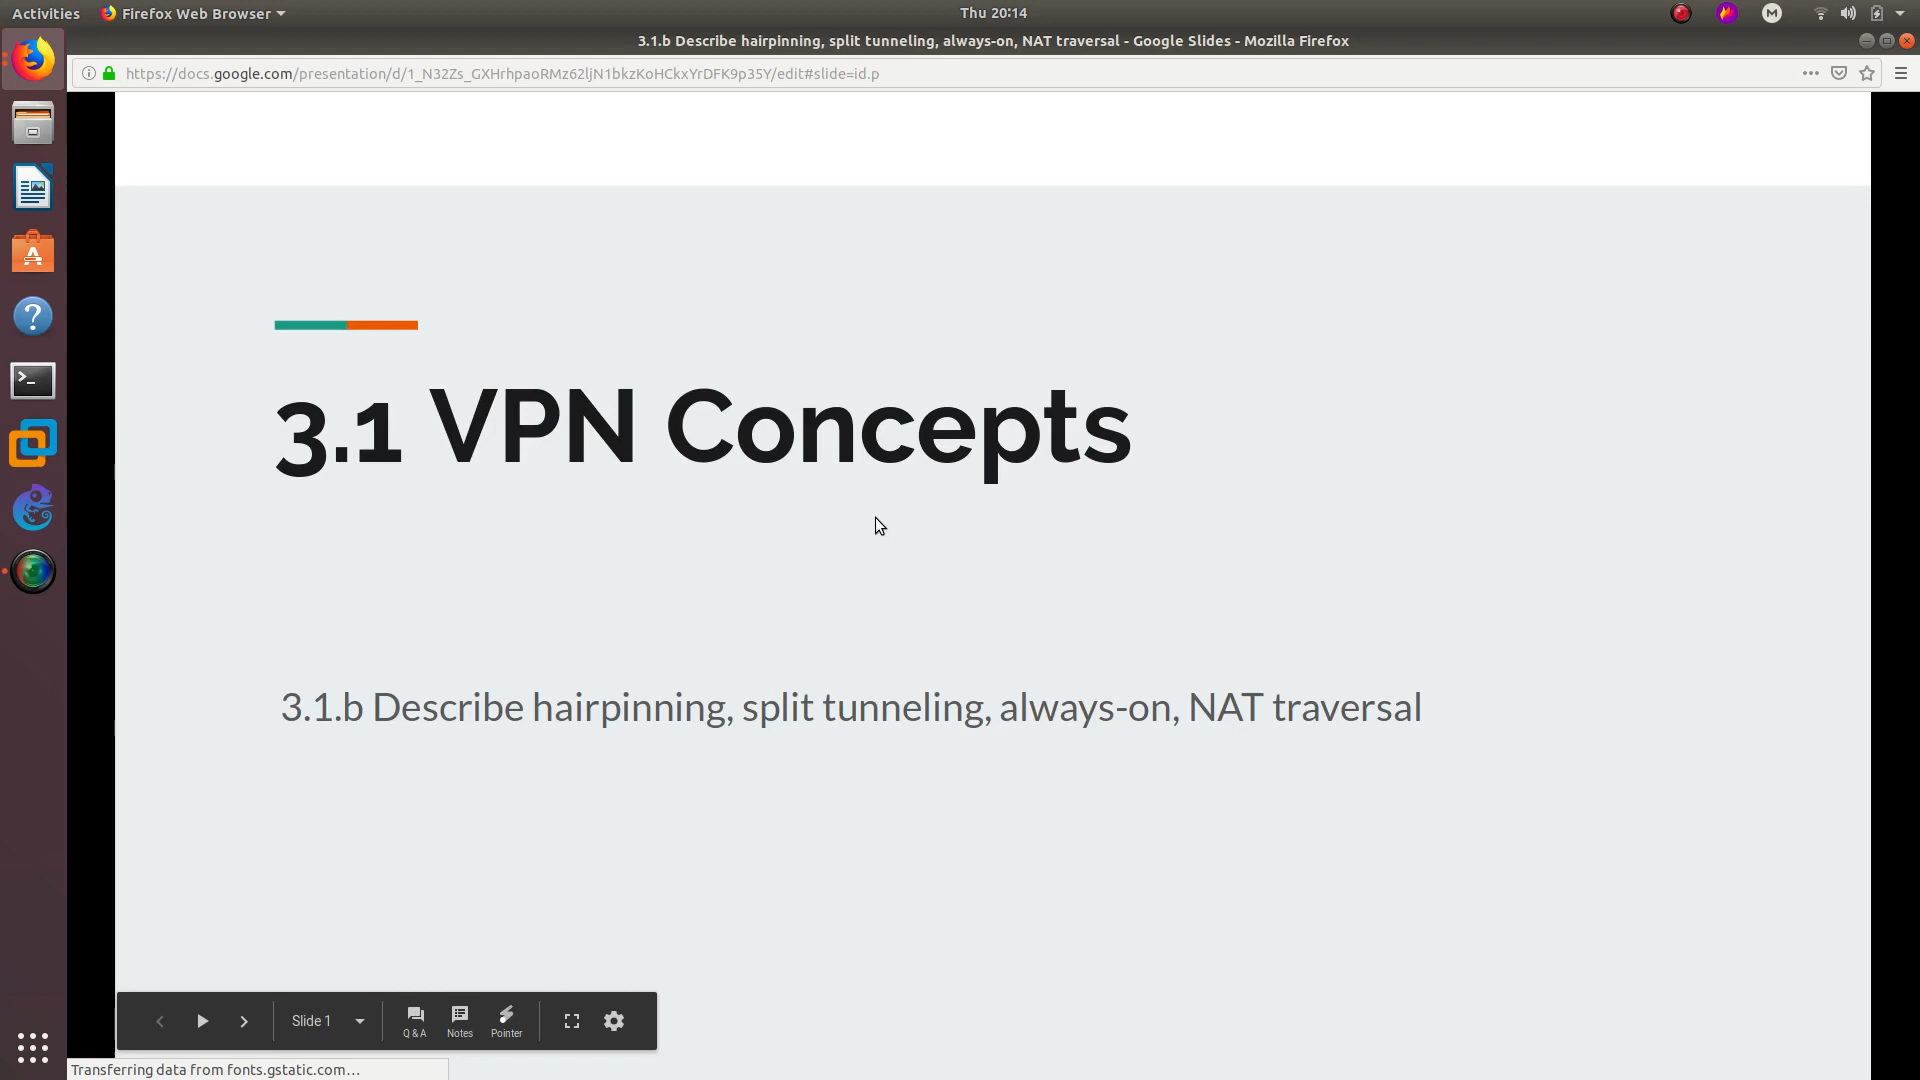 Activities
Firefox Web Browser
Thu 20:14
M
3.1.b Describe hairpinning, split tunneling, always-on, NAT traversal - Google Slides - Mozilla Firefox
https://docs.google.com/presentation/d/1_N32Zs_GXHrhpaoRMz62ljN1bkzKoHCkxYrDFK9p35Y/edit#slide=id.p
3.1 VPN Concepts
3.1.b Describe hairpinning, split tunneling, always-on, NAT traversal
Slide 1
Q & A
Notes
Pointer
Transferring data from fonts.gstatic.com…